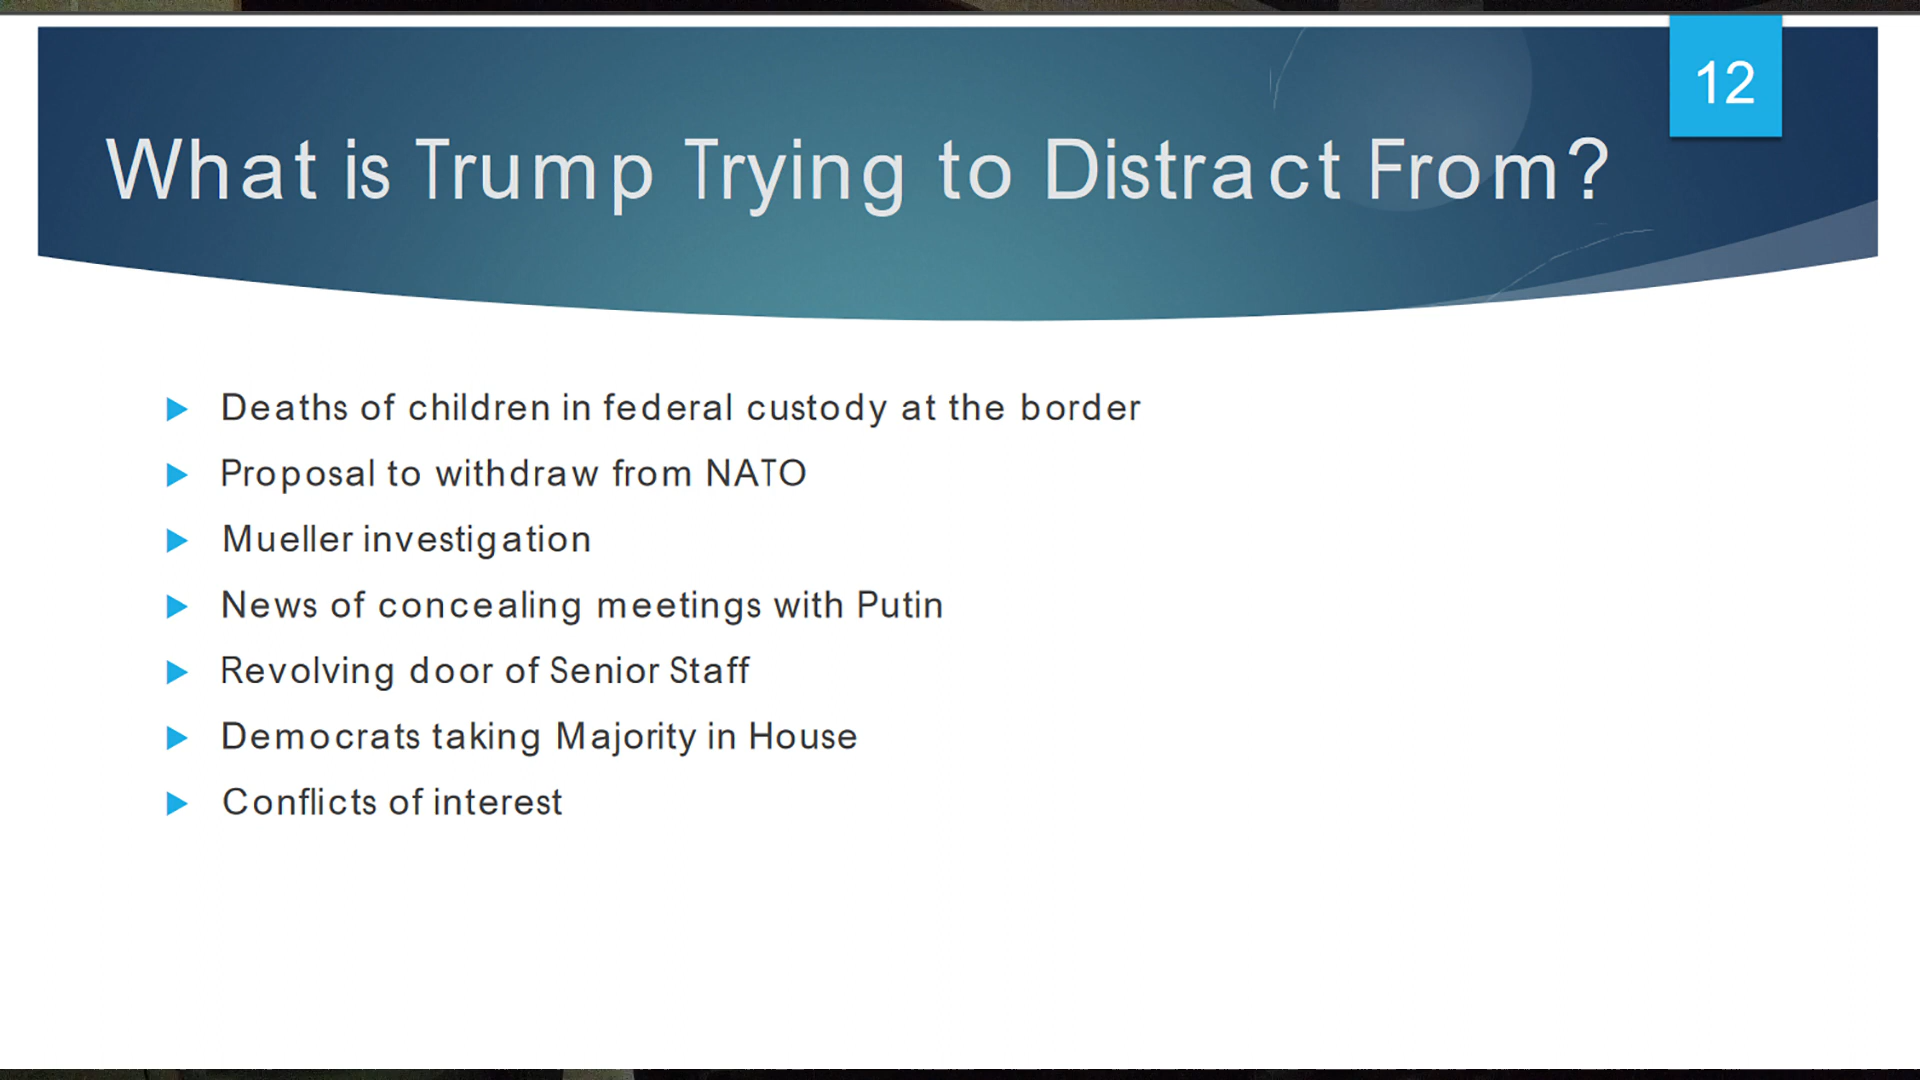 12
What is Trump Trying to Distract From?
Deaths of children in federal custody at the border
Proposal to withdraw from NATO
Mueller investigation
News of concealing meetings with Putin
Revolving door of Senior Staff
Democrats taking Majority in House
Conflicts of interest